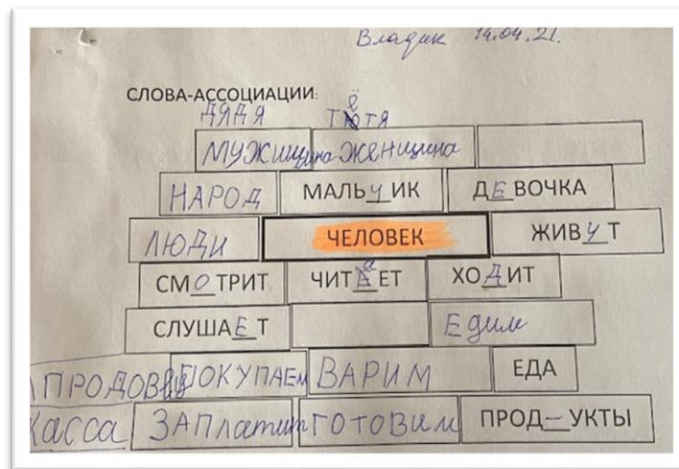 Владик 14.04.21.
СЛОВА-АССОЦИАЦИИ:
ДЯДЯ ТЁТЯ
МУЖЩина женщина
НАРОД МАЛЬЧИК ДЕВОЧКА
ЛЮДИ ЧЕЛОВЕК ЖИВУТ
СМОТРИТ ЧИТАЕТ ХОДИТ
СЛУШАЕТ Едим
ПОКУПАЕМ ВАРИМ ЕДА
Касса ЗАПлатит ГОТОВИМ ПРОД–УКТЫ